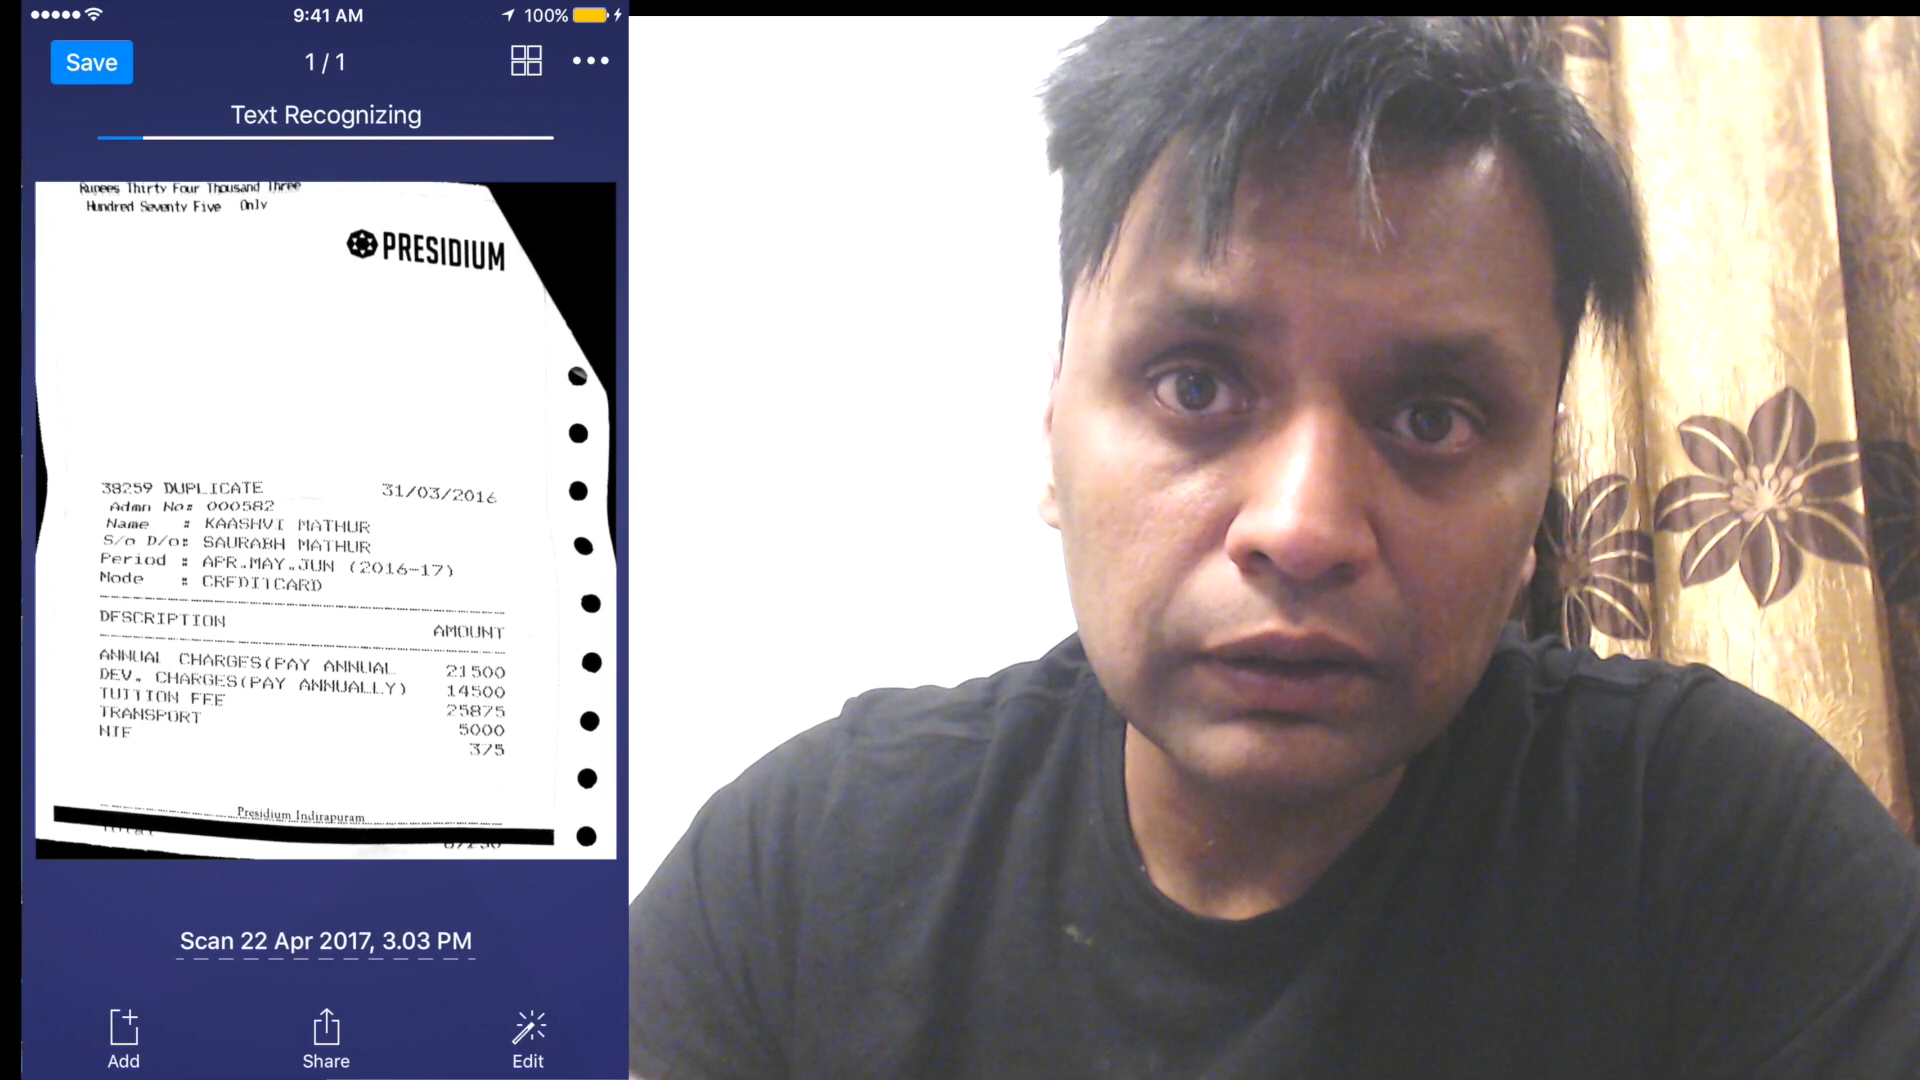 9:41 AM
100%
Save
1 / 1
Text Recognizing
Rupees Thirty Four Thousand Three
Hundred Seventy Five Only
PRESIDIUM
38259 DUPLICATE 31/03/2016
Admn No: 000582
Name : KAASHVI MATHUR
S/o D/o: SAURABH MATHUR
Period : APR.MAY.JUN (2016-17)
Mode : CREDITCARD
DESCRIPTION AMOUNT
ANNUAL CHARGES(PAY ANNUAL 21500
DEV. CHARGES(PAY ANNUALLY) 14500
TUITION FEE 25875
TRANSPORT 5000
375
Presidium Indirapuram
Scan 22 Apr 2017, 3.03 PM
Add
Share
Edit